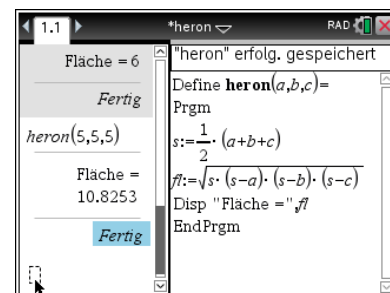 1.1
*heron
RAD
Fläche = 6
Fertig
heron(5,5,5)
Fläche =
10.8253
Fertig
"heron" erfolg. gespeichert
Define heron(a,b,c)=
Prgm
s:=1/2· (a+b+c)
fl:=√(s· (s−a)· (s−b)· (s−c))
Disp "Fläche =",fl
EndPrgm